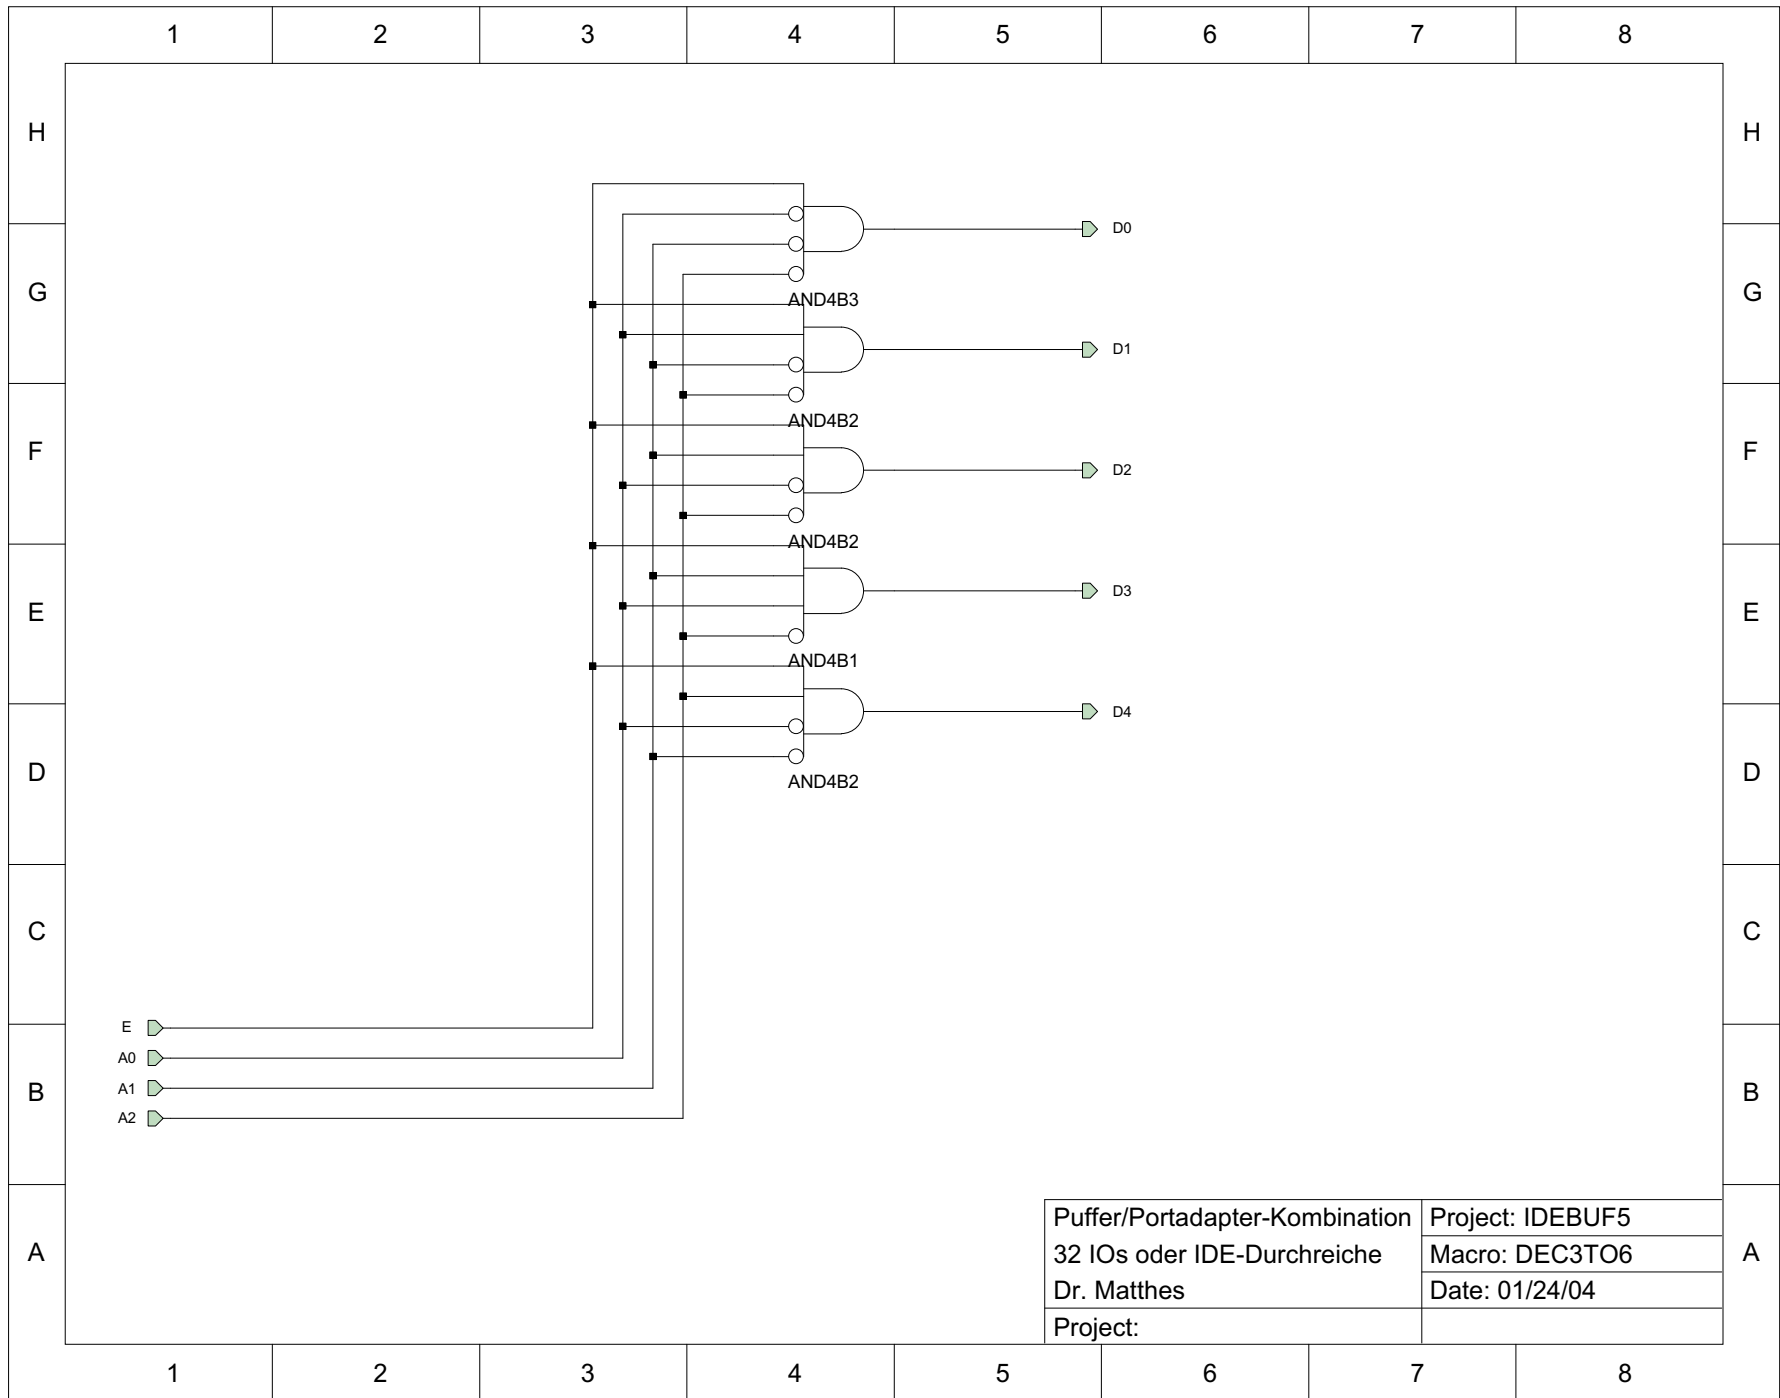 1 2 3 4 5 6 7 8
H H
D0
AND4B3
G G
D1
AND4B2
F F
D2
AND4B2
D3
E E
AND4B1
D4
D D
AND4B2
C C
E
A0
A1
B B
A2
Puffer/Portadapter-Kombination Project: IDEBUF5
32 IOs oder IDE-Durchreiche Macro: DEC3TO6
A A
Dr. Matthes Date: 01/24/04
Project:
1 2 3 4 5 6 7 8